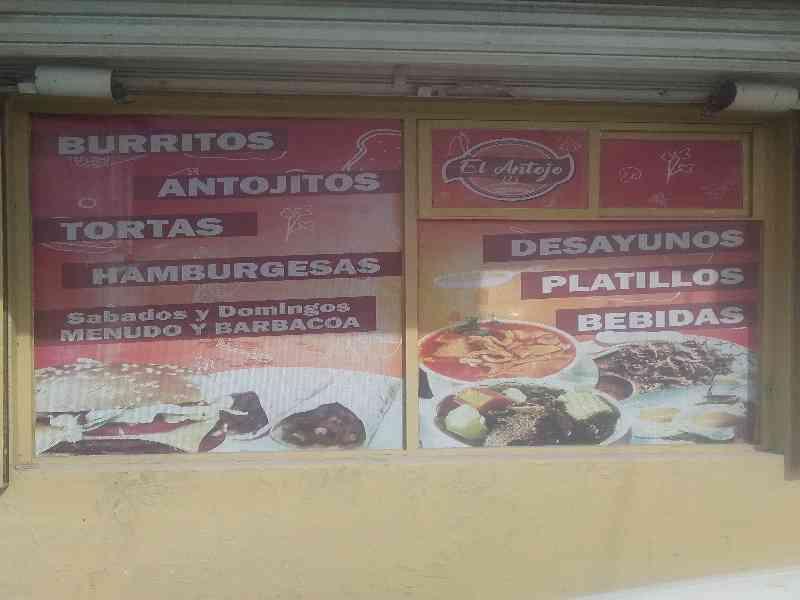 BURRITOS
ANTOJITOS
TORTAS
HAMBURGESAS
Sabados y Domingos
MENUDO Y BARBACOA
El Antojo
DESAYUNOS
PLATILLOS
BEBIDAS